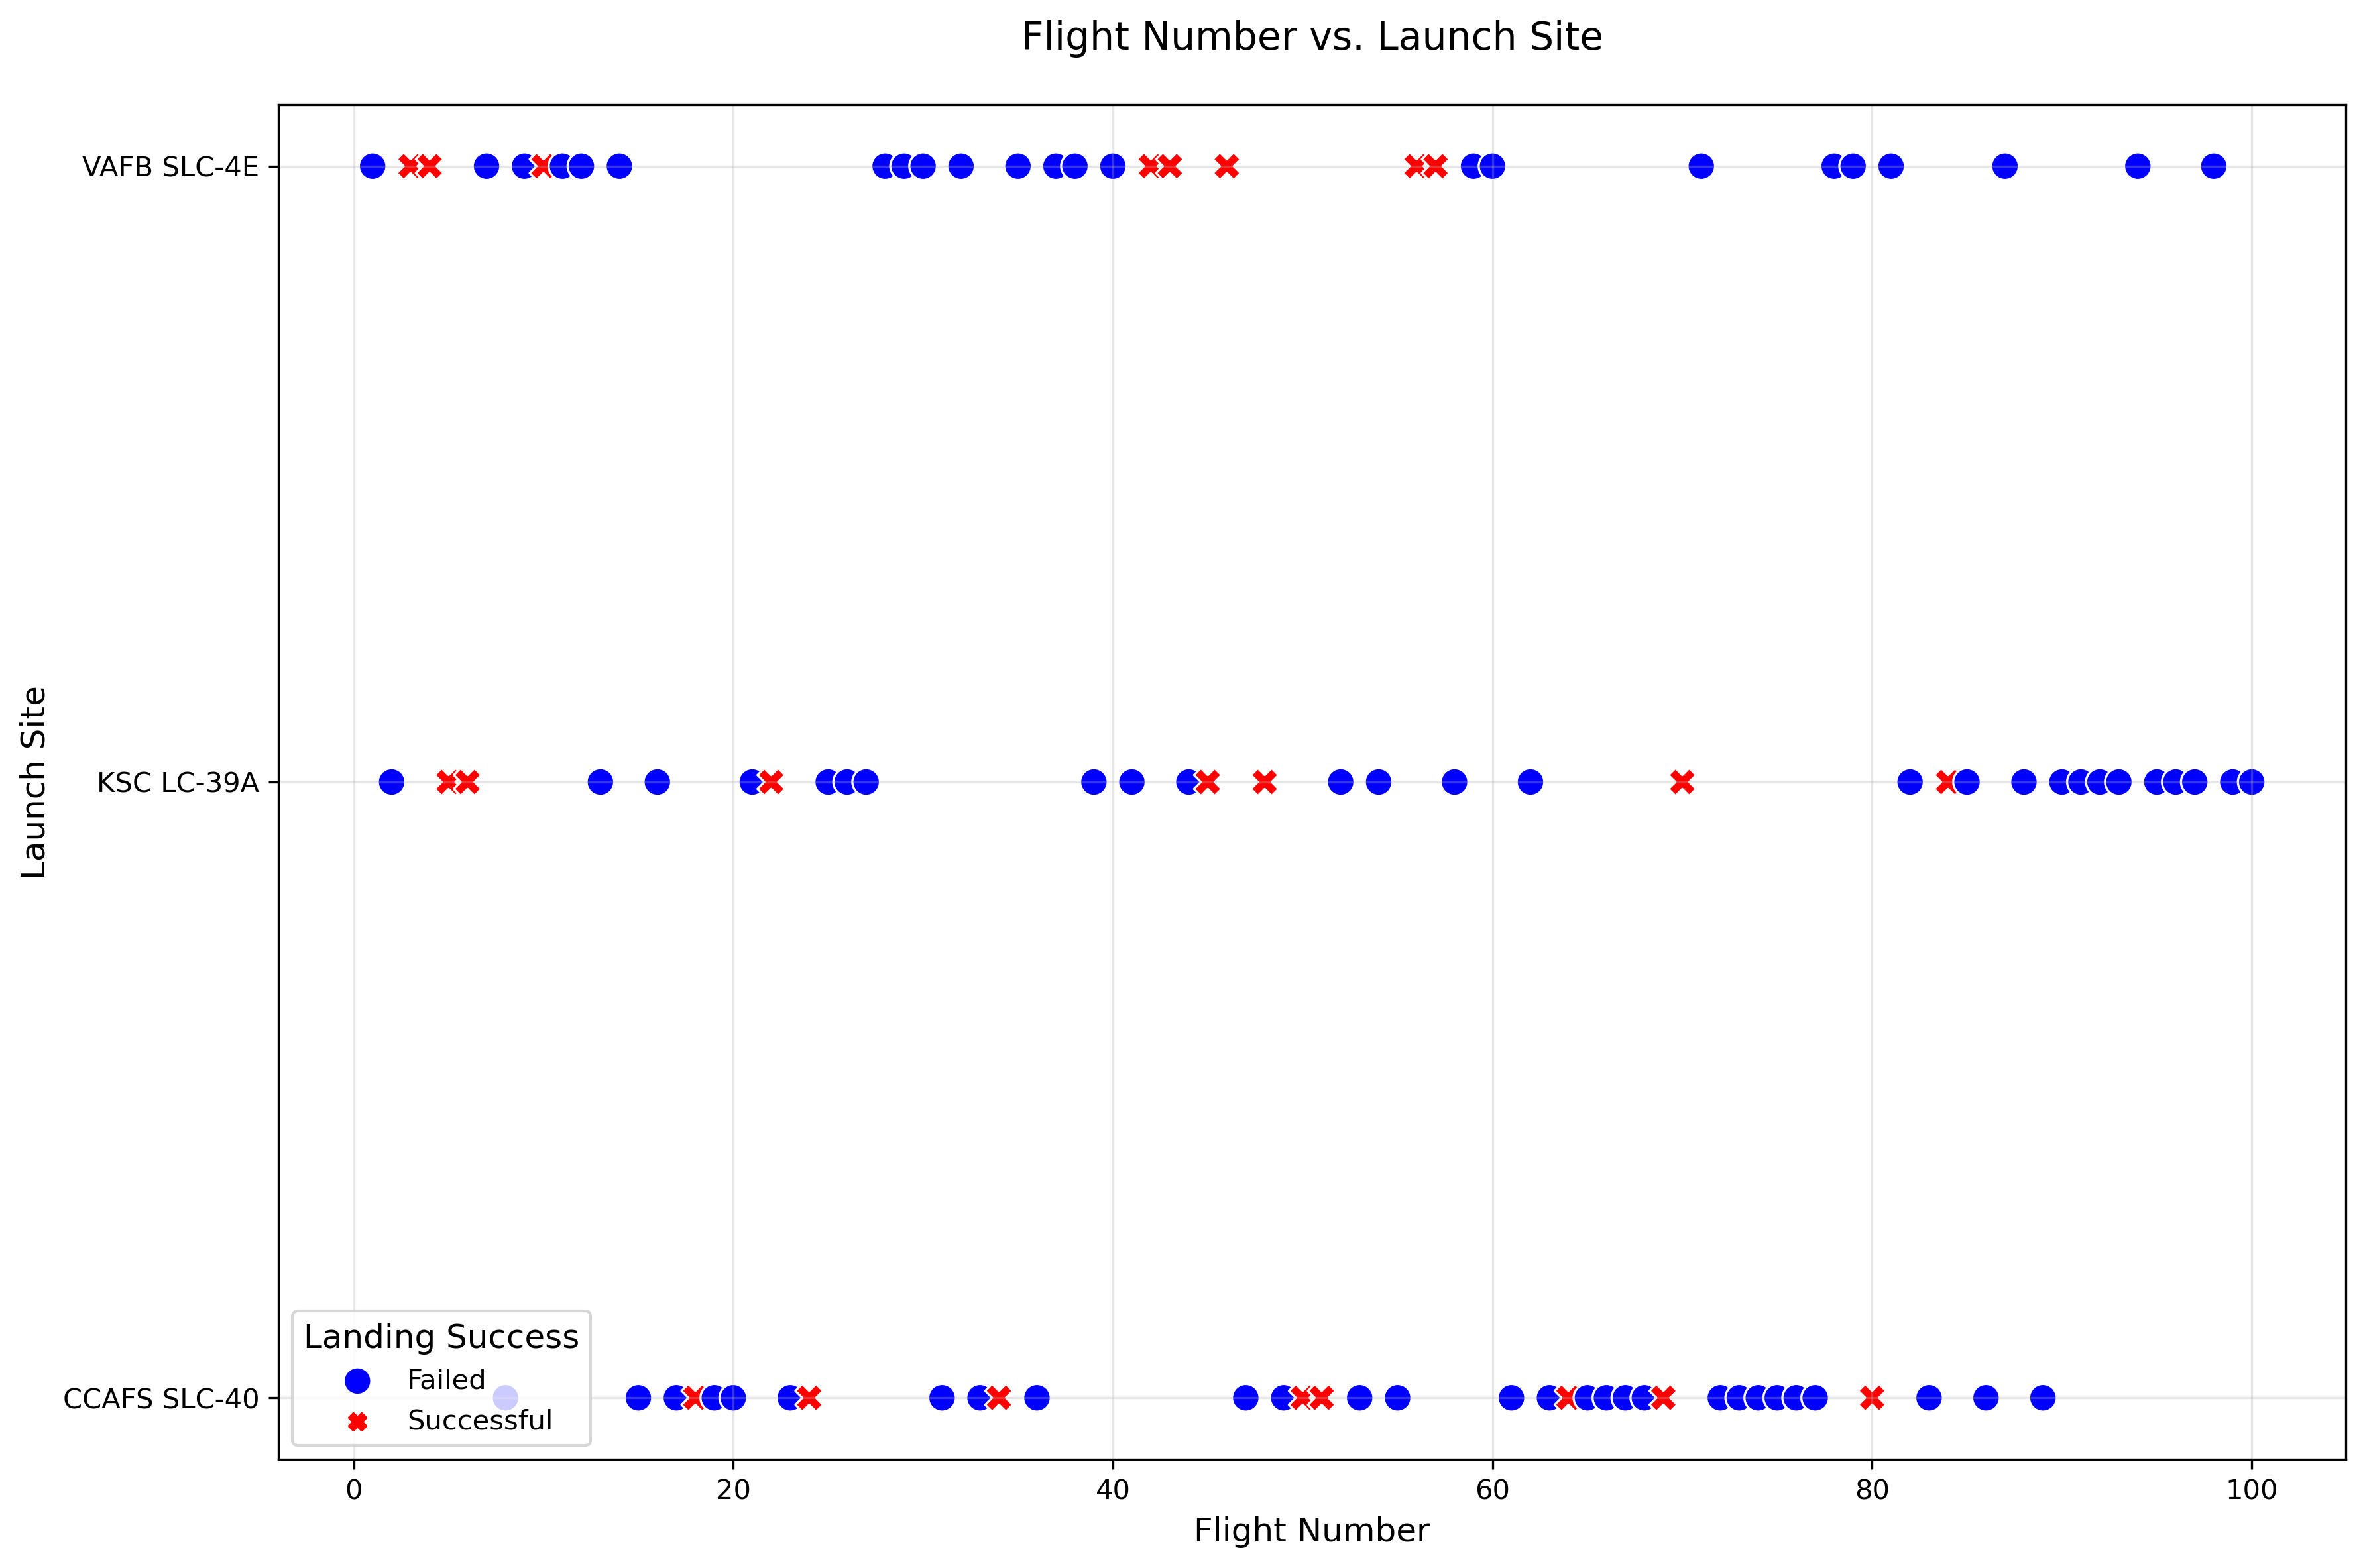 Flight Number vs. Launch Site
VAFB SLC-4E
KSC LC-39A
CCAFS SLC-40
Launch Site
Landing Success
Failed
Successful
0 20 40 60 80 100
Flight Number